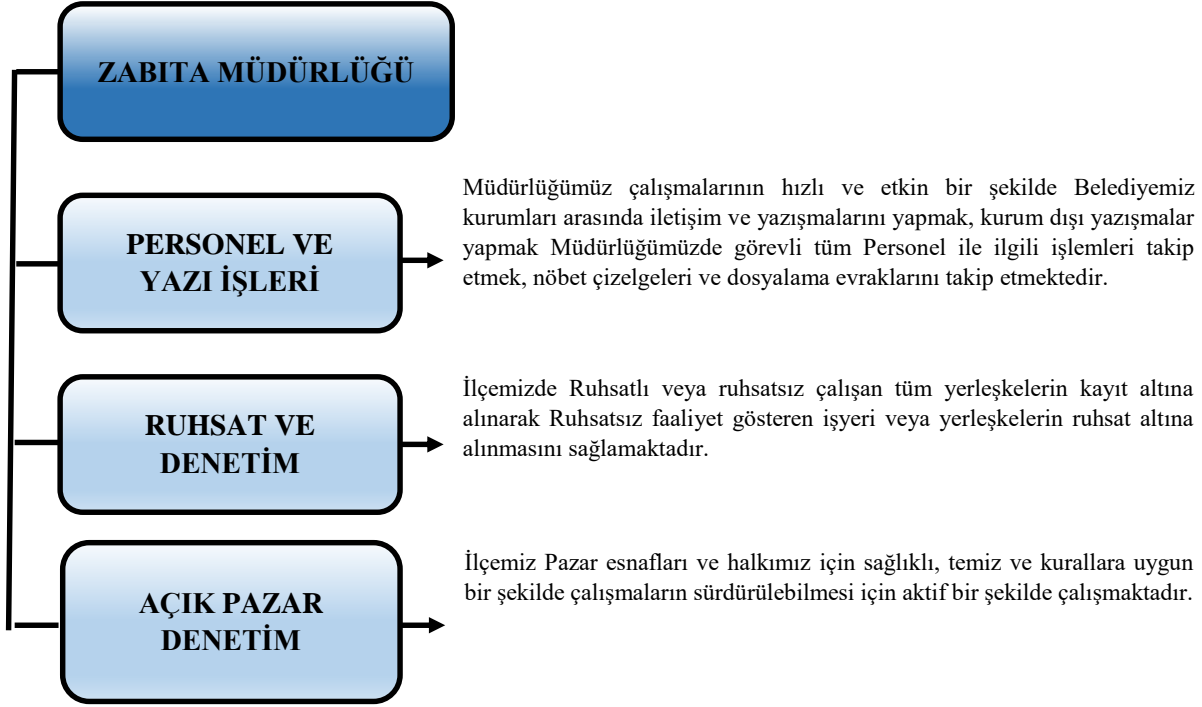 ZABITA MÜDÜRLÜĞÜ
PERSONEL VE
YAZI İŞLERİ
Müdürlüğümüz çalışmalarının hızlı ve etkin bir şekilde Belediyemiz
kurumları arasında iletişim ve yazışmalarını yapmak, kurum dışı yazışmalar
yapmak Müdürlüğümüzde görevli tüm Personel ile ilgili işlemleri takip
etmek, nöbet çizelgeleri ve dosyalama evraklarını takip etmektedir.
RUHSAT VE
DENETİM
İlçemizde Ruhsatlı veya ruhsatsız çalışan tüm yerleşkelerin kayıt altına
alınarak Ruhsatsız faaliyet gösteren işyeri veya yerleşkelerin ruhsat altına
alınmasını sağlamaktadır.
AÇIK PAZAR
DENETİM
İlçemiz Pazar esnafları ve halkımız için sağlıklı, temiz ve kurallara uygun
bir şekilde çalışmaların sürdürülebilmesi için aktif bir şekilde çalışmaktadır.